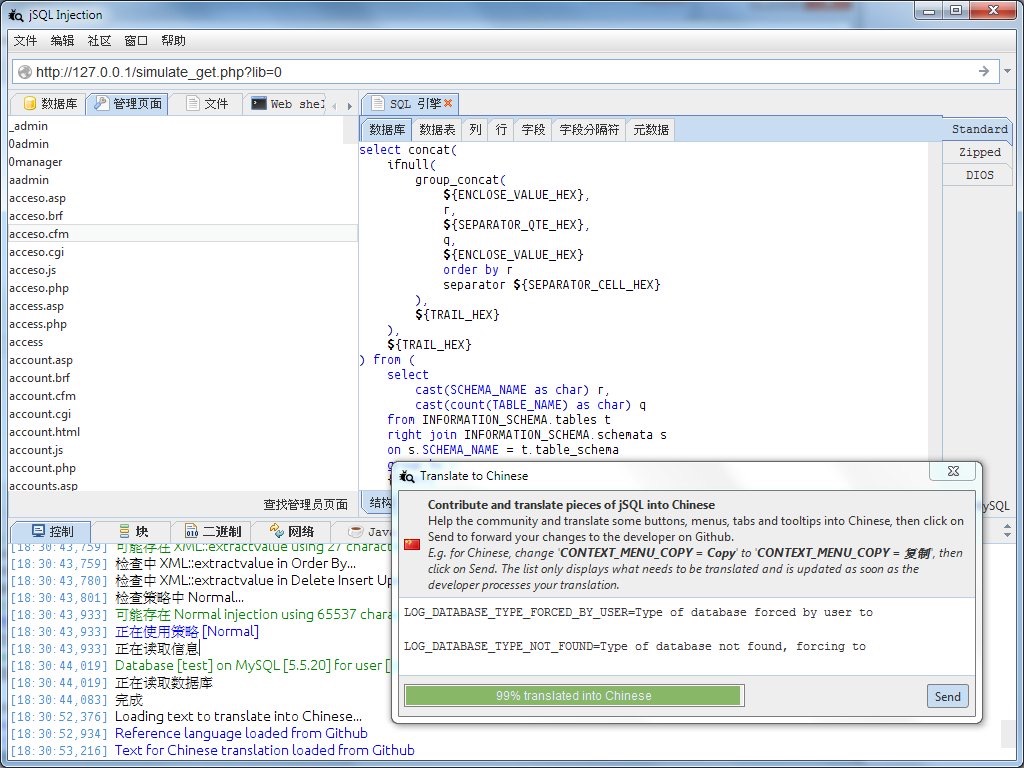 jSQL Injection
文件 编辑 社区 窗口 帮助
http://127.0.0.1/simulate_get.php?lib=0
数据库 管理页面 文件 Web shel
SQL 引擎
数据库 数据表 列 行 字段 字段分隔符 元数据
Standard
Zipped
DIOS
_admin
0admin
0manager
aadmin
acceso.asp
acceso.brf
acceso.cfm
acceso.cgi
acceso.js
acceso.php
access.asp
access.php
access
account.asp
account.brf
account.cfm
account.cgi
account.html
account.js
account.php
accounts.asp
查找管理员页面
select concat(
ifnull(
group_concat(
${ENCLOSE_VALUE_HEX},
r,
${SEPARATOR_QTE_HEX},
q,
${ENCLOSE_VALUE_HEX}
order by r
separator ${SEPARATOR_CELL_HEX}
),
${TRAIL_HEX}
),
${TRAIL_HEX}
) from (
select
cast(SCHEMA_NAME as char) r,
cast(count(TABLE_NAME) as char) q
from INFORMATION_SCHEMA.tables t
right join INFORMATION_SCHEMA.schemata s
on s.SCHEMA_NAME = t.table_schema
结构
ySQL
控制 块 二进制 网络 Java
[18:30:43,759] 可能存在 XML::extractvalue using 27 charact
[18:30:43,759] 检查中 XML::extractvalue in Order By...
[18:30:43,780] 检查中 XML::extractvalue in Delete Insert Up
[18:30:43,801] 检查策略中 Normal...
[18:30:43,933] 可能存在 Normal injection using 65537 chara
[18:30:43,933] 正在使用策略 [Normal]
[18:30:43,933] 正在读取信息
[18:30:44,019] Database [test] on MySQL [5.5.20] for user [
[18:30:44,019] 正在读取数据库
[18:30:44,083] 完成
[18:30:52,376] Loading text to translate into Chinese...
[18:30:52,934] Reference language loaded from Github
[18:30:53,216] Text for Chinese translation loaded from Github
Translate to Chinese
Contribute and translate pieces of jSQL into Chinese
Help the community and translate some buttons, menus, tabs and tooltips into Chinese, then click on
Send to forward your changes to the developer on Github.
E.g. for Chinese, change 'CONTEXT_MENU_COPY = Copy' to 'CONTEXT_MENU_COPY = 复制', then
click on Send. The list only displays what needs to be translated and is updated as soon as the
developer processes your translation.
LOG_DATABASE_TYPE_FORCED_BY_USER=Type of database forced by user to
LOG_DATABASE_TYPE_NOT_FOUND=Type of database not found, forcing to
99% translated into Chinese
Send